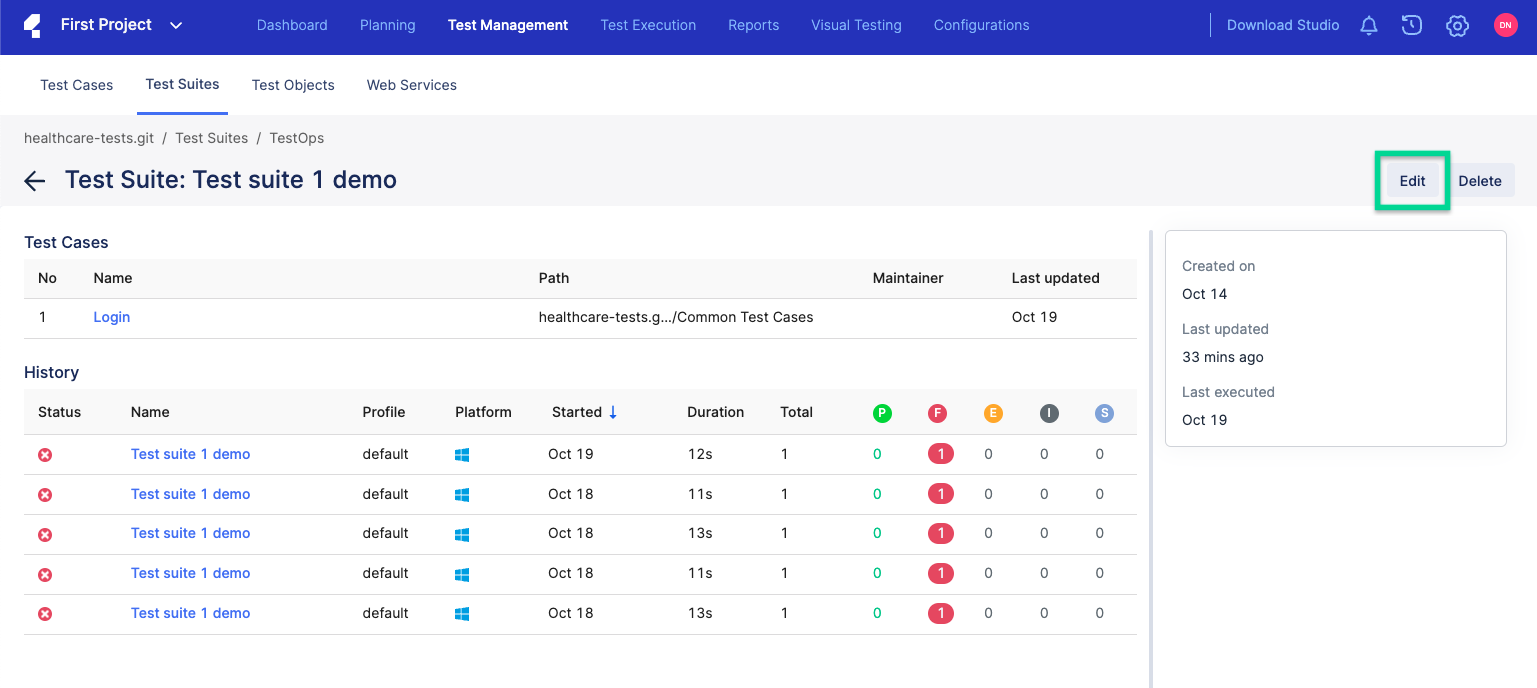 First Project Dashboard Planning Test Management Test Execution Reports Visual Testing Configurations Download Studio DN
Test Cases Test Suites Test Objects Web Services
healthcare-tests.git / Test Suites / TestOps
Test Suite: Test suite 1 demo Edit Delete
Test Cases
No Name Path Maintainer Last updated
1 Login healthcare-tests.g.../Common Test Cases Oct 19
History
Status Name Profile Platform Started Duration Total P F E I S
Test suite 1 demo default Oct 19 12s 1 0 1 0 0 0
Test suite 1 demo default Oct 18 11s 1 0 1 0 0 0
Test suite 1 demo default Oct 18 13s 1 0 1 0 0 0
Test suite 1 demo default Oct 18 11s 1 0 1 0 0 0
Test suite 1 demo default Oct 18 13s 1 0 1 0 0 0
Created on
Oct 14
Last updated
33 mins ago
Last executed
Oct 19